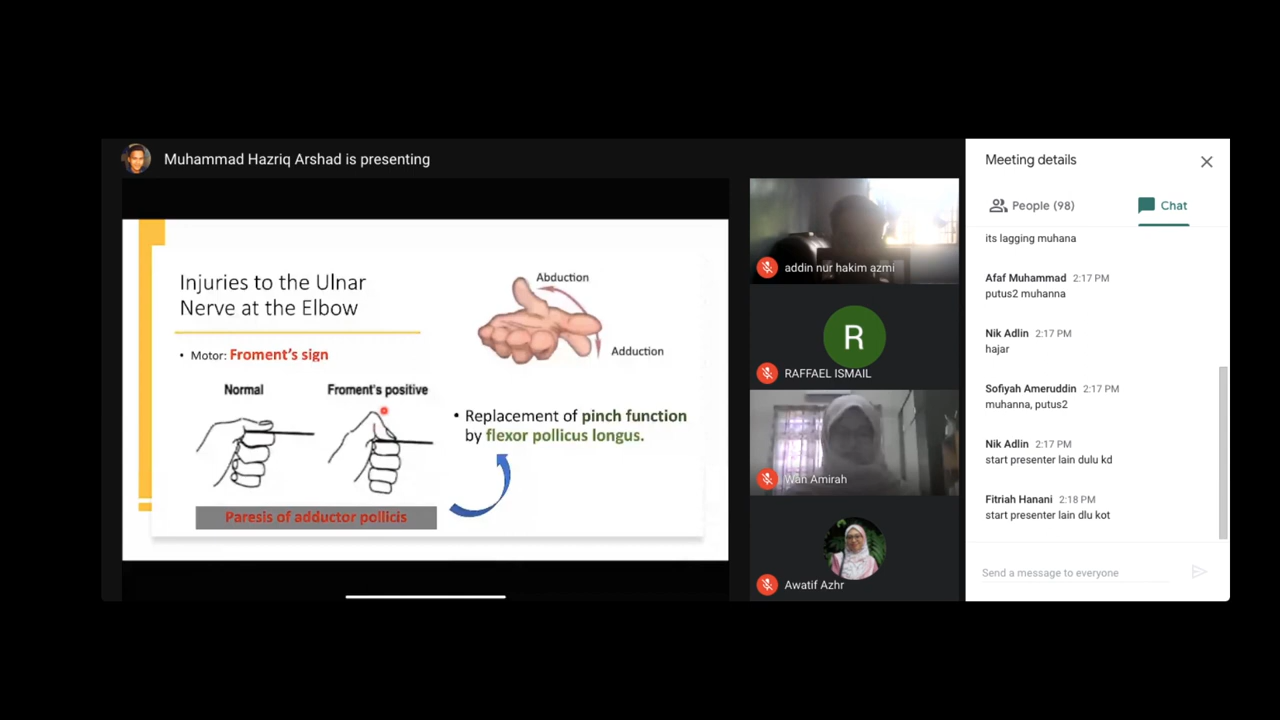 Muhammad Hazriq Arshad is presenting
Injuries to the Ulnar
Nerve at the Elbow
• Motor: Froment's sign
Normal
Froment's positive
Paresis of adductor pollicis
Abduction
Adduction
• Replacement of pinch function
by flexor pollicus longus.
addin nur hakim azmi
R
RAFFAEL ISMAIL
Wan Amirah
Awatif Azhr
Meeting details
People (98)
Chat
its lagging muhana
Afaf Muhammad 2:17 PM
putus2 muhanna
Nik Adlin 2:17 PM
hajar
Sofiyah Ameruddin 2:17 PM
muhanna, putus2
Nik Adlin 2:17 PM
start presenter lain dulu kd
Fitriah Hanani 2:18 PM
start presenter lain dlu kot
Send a message to everyone